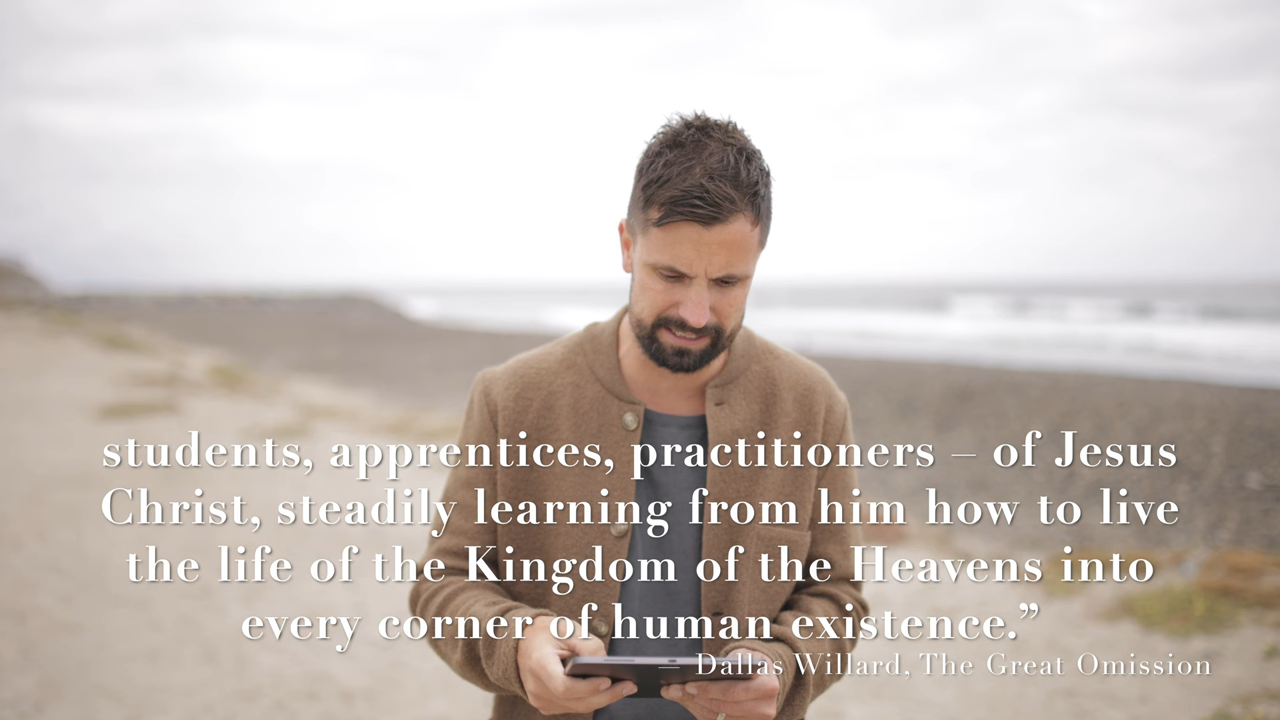 students, apprentices, practitioners – of Jesus
Christ, steadily learning from him how to live
the life of the Kingdom of the Heavens into
every corner of human existence.”
— Dallas Willard, The Great Omission